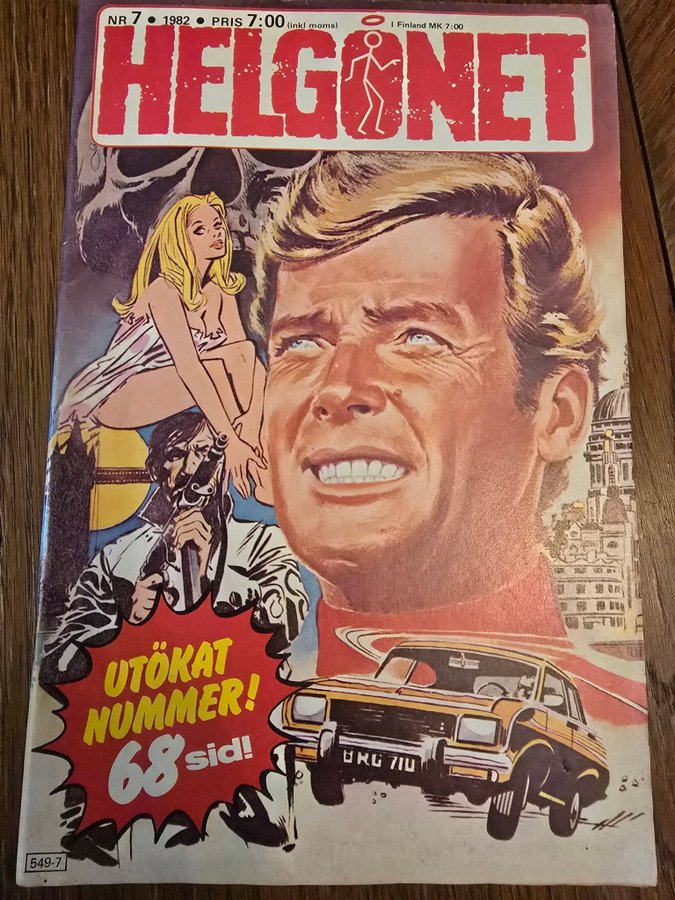 NR 7 • 1982 • PRIS 7:00 (inkl moms) I Finland MK 7:00
HELGONET
UTÖKAT
NUMMER!
68 sid!
549-7